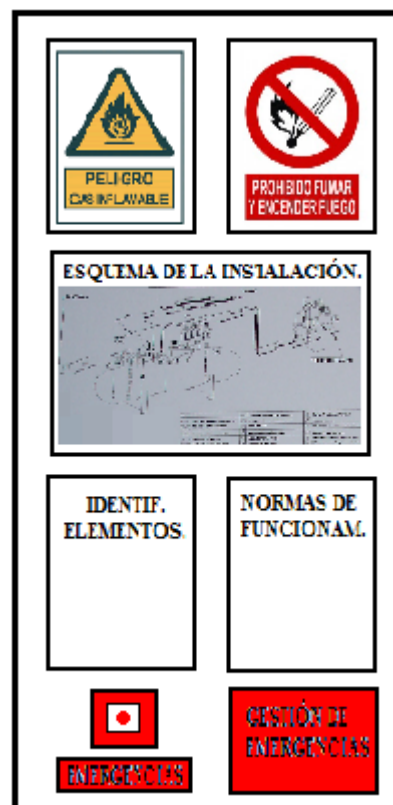 PELIGRO
GAS INFLAMABLE
PROHIBIDO FUMAR
Y ENCENDER FUEGO
ESQUEMA DE LA INSTALACIÓN.
IDENTIF.
ELEMENTOS.
NORMAS DE
FUNCIONAM.
EMERGENCIAS
GESTIÓN DE
EMERGENCIAS